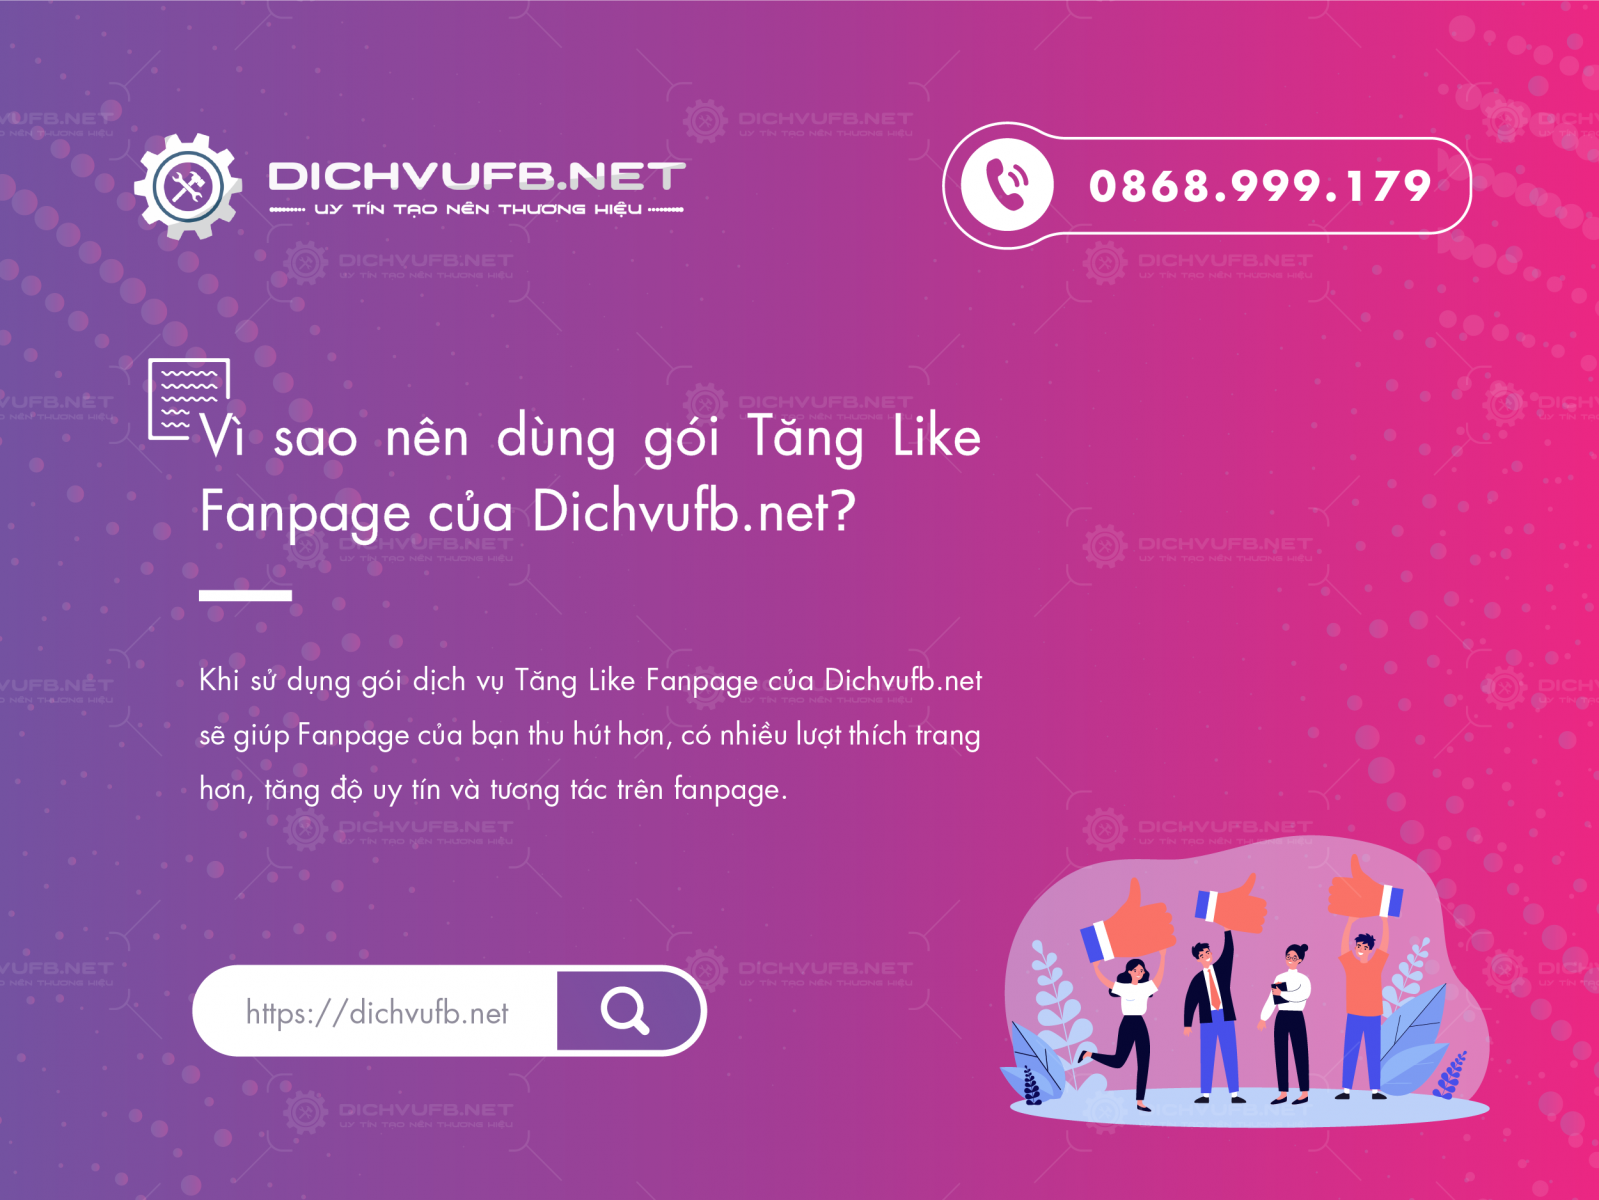 DICHVUFB.NET
UY TÍN TẠO NÊN THƯƠNG HIỆU
0868.999.179
Vì sao nên dùng gói Tăng Like
Fanpage của Dichvufb.net?
Khi sử dụng gói dịch vụ Tăng Like Fanpage của Dichvufb.net
sẽ giúp Fanpage của bạn thu hút hơn, có nhiều lượt thích trang
hơn, tăng độ uy tín và tương tác trên fanpage.
https://dichvufb.net